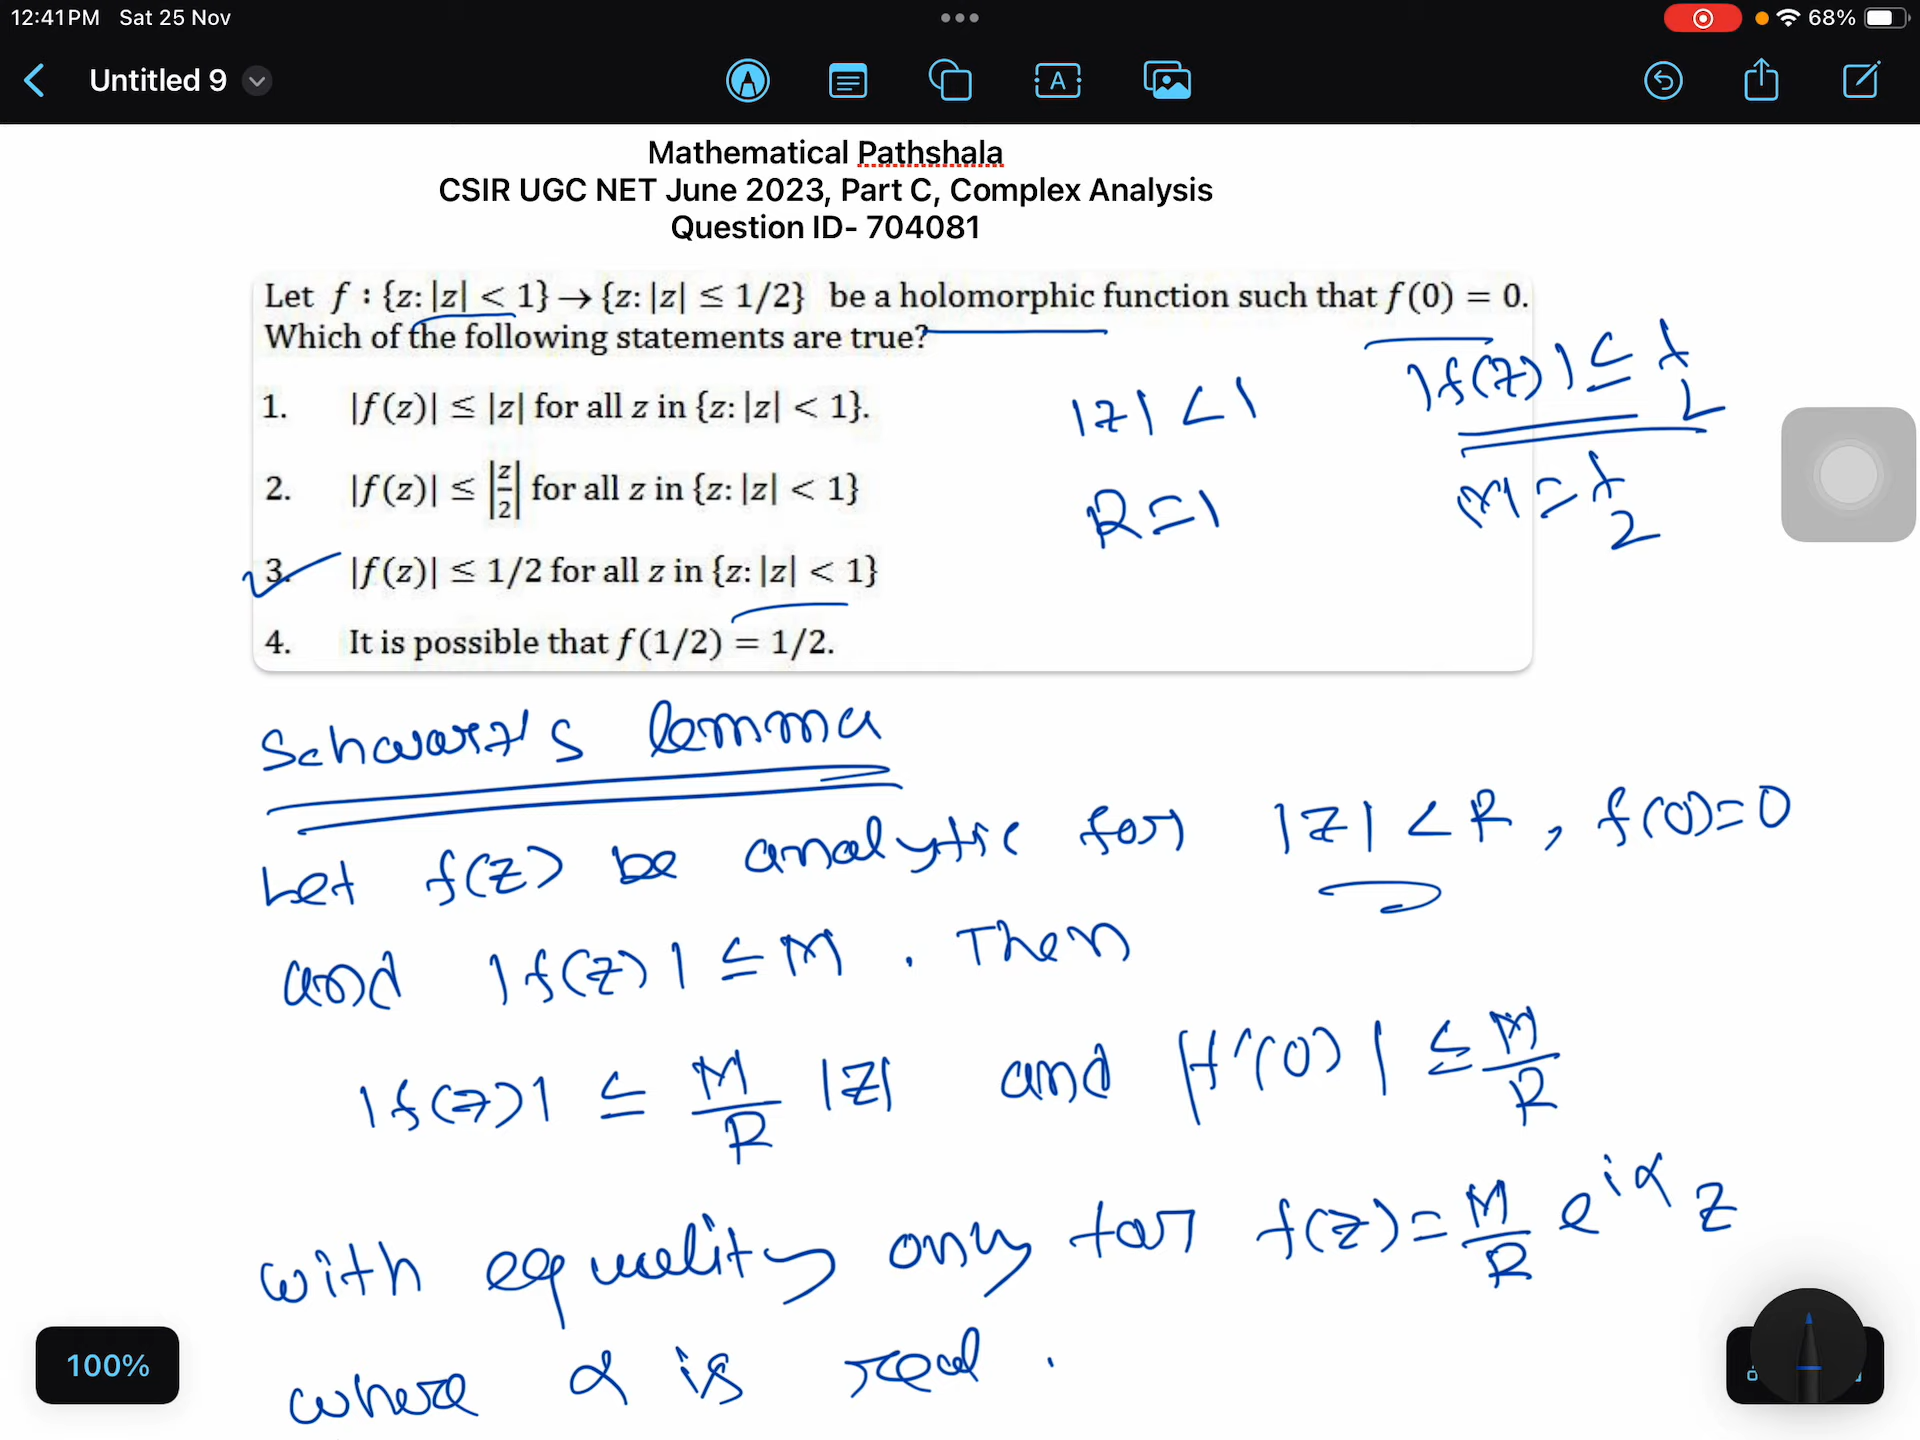 12:41 PM Sat 25 Nov
68%
Untitled 9
A
Mathematical Pathshala
CSIR UGC NET June 2023, Part C, Complex Analysis
Question ID- 704081
Let f : {z: |z| < 1} → {z: |z| ≤ 1/2} be a holomorphic function such that f(0) = 0.
Which of the following statements are true?
1. |f(z)| ≤ |z| for all z in {z: |z| < 1}.
2. |f(z)| ≤ |z/2| for all z in {z: |z| < 1}
3. |f(z)| ≤ 1/2 for all z in {z: |z| < 1}
4. It is possible that f(1/2) = 1/2.
|z| < 1
R = 1
|f(z)| ≤ 1/2
M = 1/2
Schwarz's lemma
Let f(z) be analytic for |z| < R, f(0)=0
and |f(z)| ≤ M. Then
|f(z)| ≤ M/R |z| and |f'(0)| ≤ M/R
with equality only for f(z) = M/R e^{iα} z
where α is real.
100%